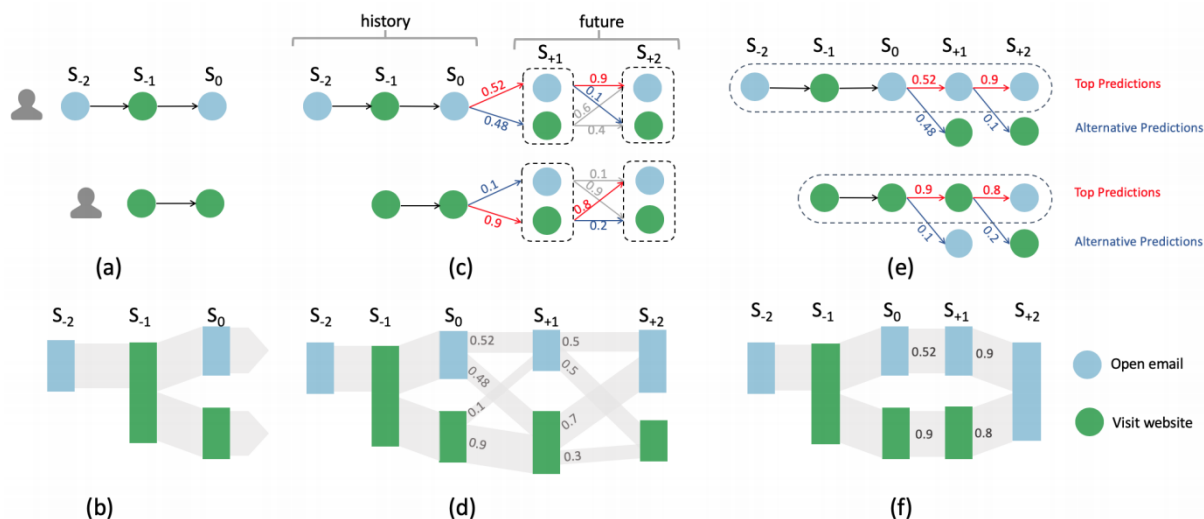 history
future
S-2 S-1 S0
S-2 S-1 S0 S+1 S+2
S-2 S-1 S0 S+1 S+2
0.52
0.48
0.9
0.1
0.6
0.4
0.52
0.9
Top Predictions
0.48
0.1
Alternative Predictions
0.1
0.9
0.1
0.9
0.8
0.2
0.9
0.8
Top Predictions
0.1
0.2
Alternative Predictions
(a)
(c)
(e)
S-2 S-1 S0
S-2 S-1 S0 S+1 S+2
S-2 S-1 S0 S+1 S+2
0.52
0.48
0.1
0.9
0.5
0.5
0.7
0.3
0.52
0.9
0.9
0.8
Open email
Visit website
(b)
(d)
(f)